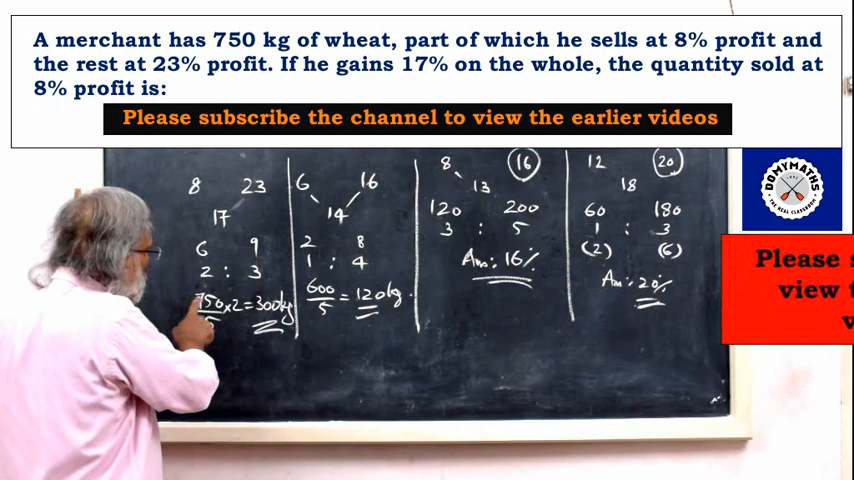 A merchant has 750 kg of wheat, part of which he sells at 8% profit and
the rest at 23% profit. If he gains 17% on the whole, the quantity sold at
8% profit is:
Please subscribe the channel to view the earlier videos
8 23
17
6 9
2 : 3
750/5 x 2 = 300kg
6 16
14
2 8
1 : 4
600/5 = 120kg.
8 16
13
120 200
3 : 5
Ans: 16%
12 20
18
60 180
1 : 3
(2) (6)
Ans: 20%
DOMYMATHS
THE REAL CLASSROOM
Please s
view t
v